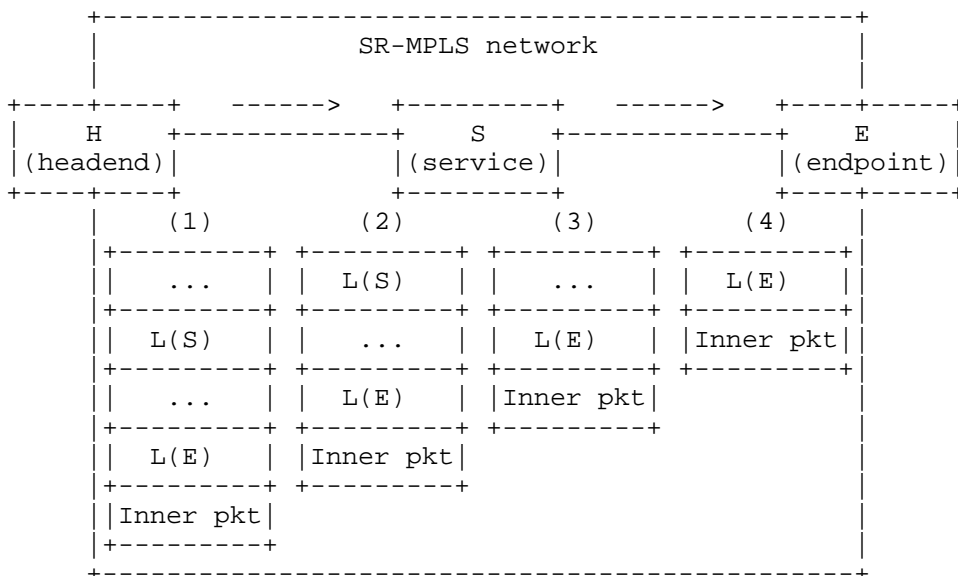 SR-MPLS network
------> ------>
H S E
(headend) (service) (endpoint)
(1) (2) (3) (4)
... L(S) ... L(E)
L(S) ... L(E) Inner pkt
... L(E) Inner pkt
L(E) Inner pkt
Inner pkt